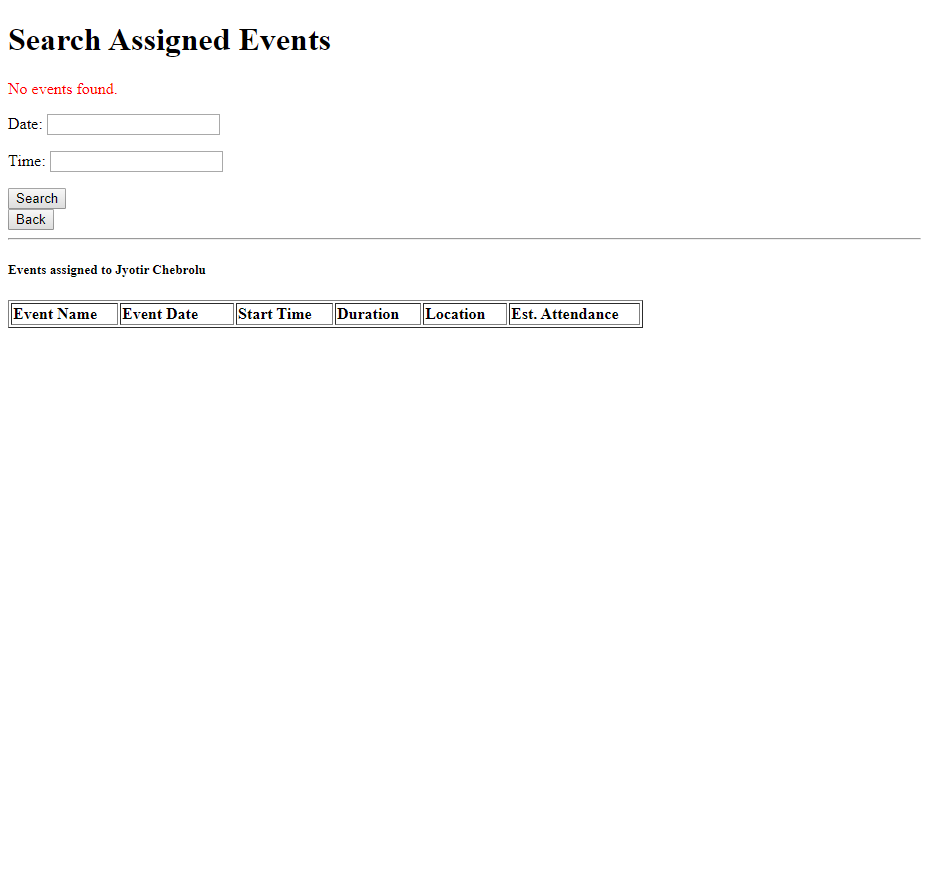 Search Assigned Events
No events found.
Date:
Time:
Search
Back
Events assigned to Jyotir Chebrolu
Event Name Event Date Start Time Duration Location Est. Attendance